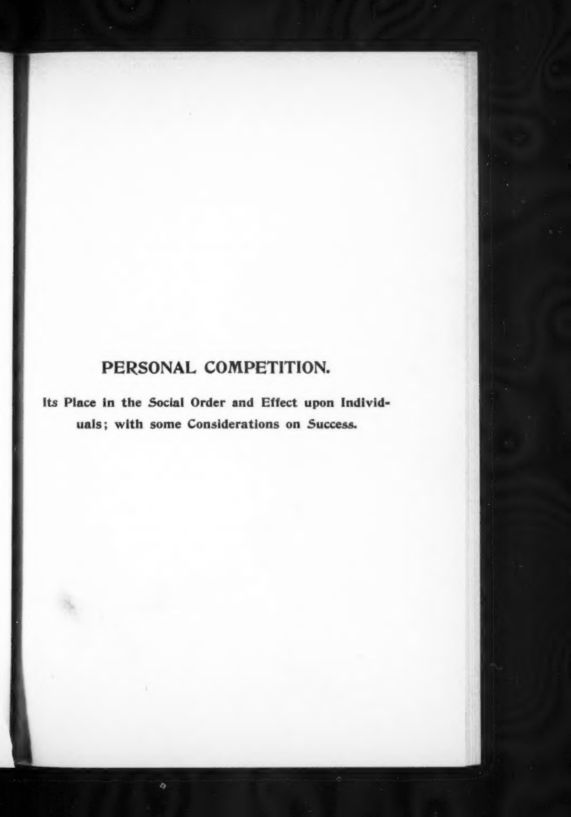 PERSONAL COMPETITION.
Its Place in the Social Order and Effect upon Individ-
uals; with some Considerations on Success.